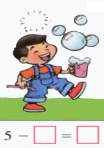 5 − □ = □